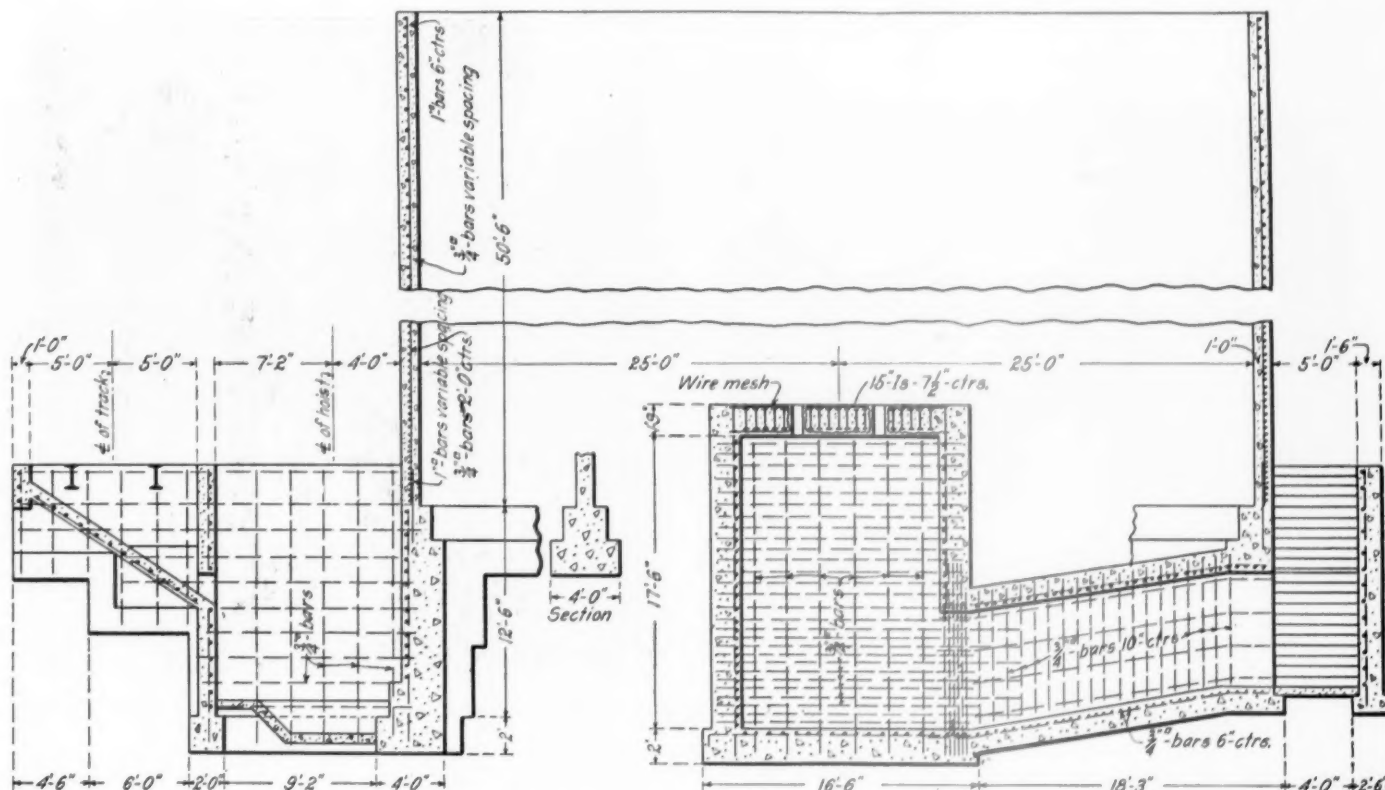 1"□ bars 6"-ctrs
3/4"□-bars variable spacing
50'-6"
1"□ bars variable spacing
3/4"□-bars-2'-0" ctrs.
1'-0"
5'-0"
5'-0"
7'-2"
4'-0"
25'-0"
25'-0"
1'-0"
5'-0"
1'-6"
℄ of track
℄ of hoist
Wire mesh
15"Is-7½"-ctrs.
17'-6"
4'-0"
Section
12'-6"
3/4"□-bars
3/4"□-bars
3/4"□-bars 10" ctrs.
3/4"□-bars 6"-ctrs.
2'
2'
4'-6"
6'-0"
2'-0"
9'-2"
4'-0"
16'-6"
18'-3"
4'-0"
2'-6"